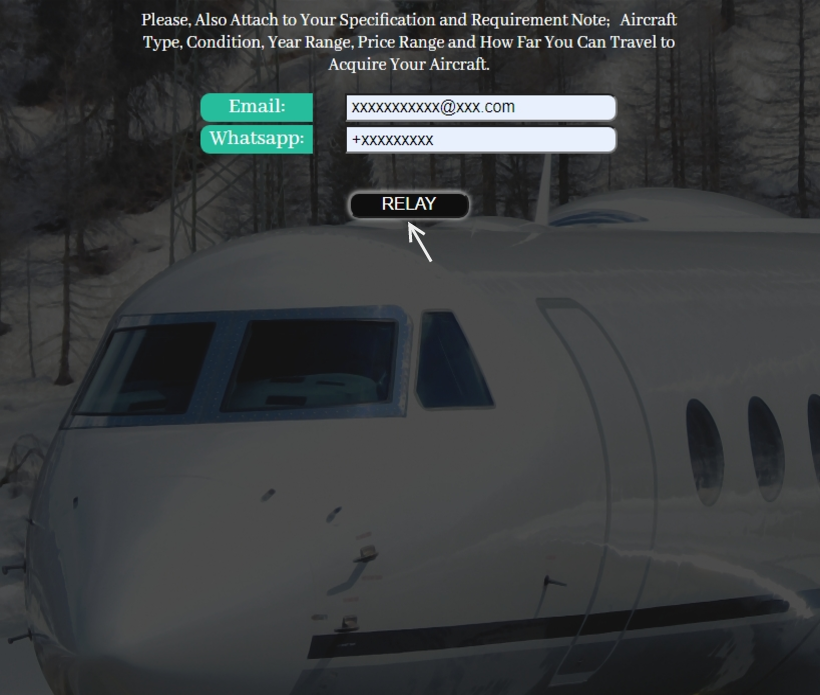 Please, Also Attach to Your Specification and Requirement Note;  Aircraft
Type, Condition, Year Range, Price Range and How Far You Can Travel to
Acquire Your Aircraft.
Email: xxxxxxxxxxx@xxx.com
Whatsapp: +xxxxxxxxx
RELAY